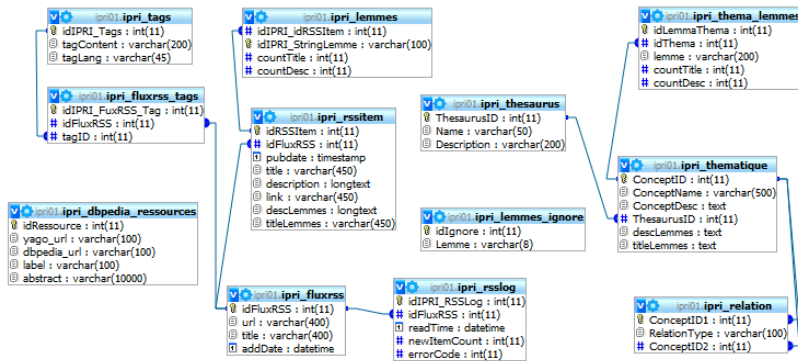 ipri01.ipri_tags
idIPRI_Tags : int(11)
tagContent : varchar(200)
tagLang : varchar(45)
ipri01.ipri_lemmes
idIPRI_idRSSItem : int(11)
idIPRI_StringLemme : varchar(100)
countTitle : int(11)
countDesc : int(11)
ipri01.ipri_thema_lemmes
idLemmaThema : int(11)
idThema : int(11)
lemme : varchar(200)
countTitle : int(11)
countDesc : int(11)
ipri01.ipri_fluxrss_tags
idIPRI_FuxRSS_Tag : int(11)
idFluxRSS : int(11)
tagID : int(11)
ipri01.ipri_rssitem
idRSSItem : int(11)
idFluxRSS : int(11)
pubdate : timestamp
title : varchar(450)
description : longtext
link : varchar(450)
descLemmes : longtext
titleLemmes : varchar(450)
ipri01.ipri_thesaurus
ThesaurusID : int(11)
Name : varchar(50)
Description : varchar(200)
ipri01.ipri_thematique
ConceptID : int(11)
ConceptName : varchar(500)
ConceptDesc : text
ThesaurusID : int(11)
descLemmes : text
titleLemmes : text
ipri01.ipri_dbpedia_ressources
idRessource : int(11)
yago_url : varchar(100)
dbpedia_url : varchar(100)
label : varchar(100)
abstract : varchar(10000)
ipri01.ipri_lemmes_ignore
idIgnore : int(11)
Lemme : varchar(8)
ipri01.ipri_fluxrss
idFluxRSS : int(11)
url : varchar(400)
title : varchar(400)
addDate : datetime
ipri01.ipri_rsslog
idIPRI_RSSLog : int(11)
idFluxRSS : int(11)
readTime : datetime
newItemCount : int(11)
errorCode : int(11)
ipri01.ipri_relation
ConceptID1 : int(11)
RelationType : varchar(100)
ConceptID2 : int(11)